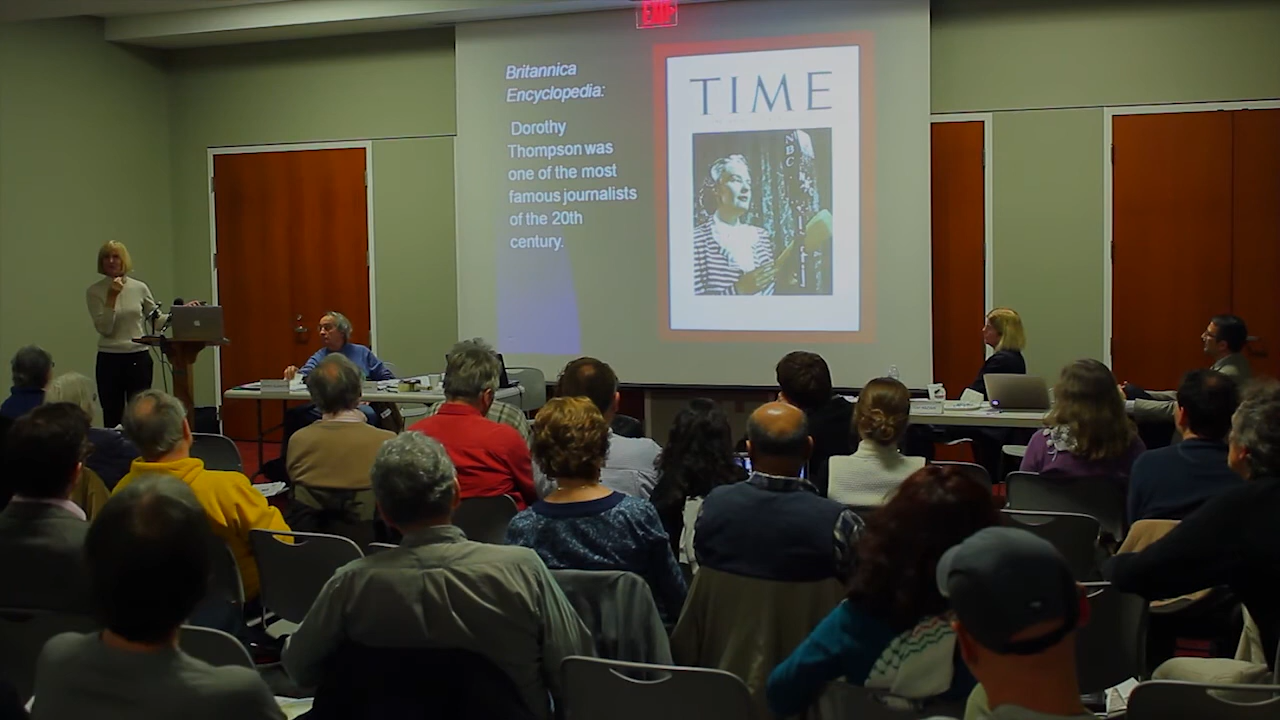 EXIT
Britannica
Encyclopedia:
Dorothy
Thompson was
one of the most
famous journalists
of the 20th
century.
TIME
NBC